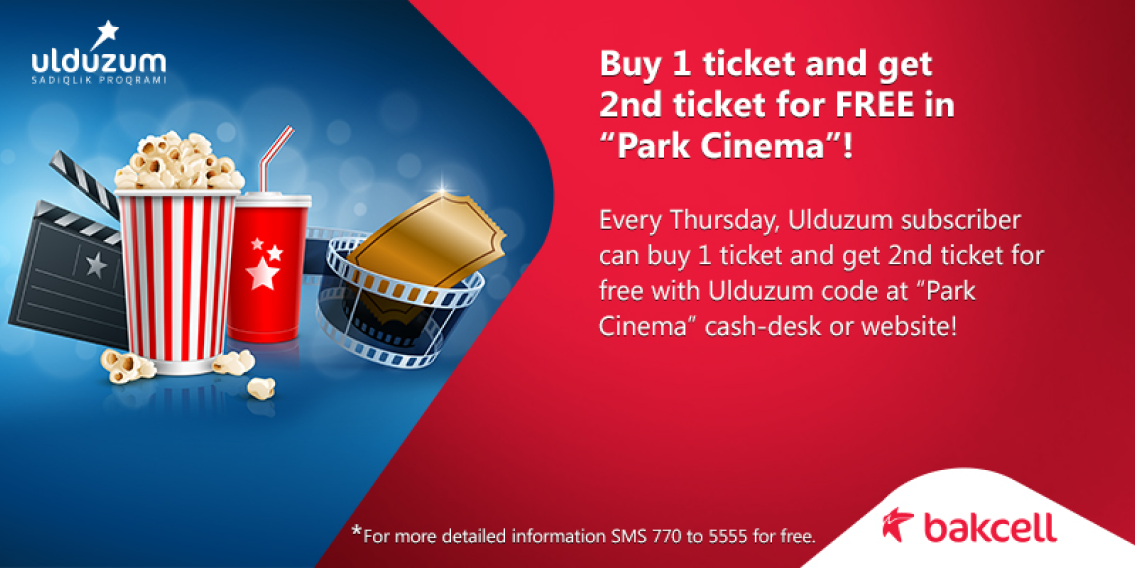 ulduzum
SADIQLIK PROQRAMI
Buy 1 ticket and get
2nd ticket for FREE in
“Park Cinema”!
Every Thursday, Ulduzum subscriber
can buy 1 ticket and get 2nd ticket for
free with Ulduzum code at “Park
Cinema” cash-desk or website!
*For more detailed information SMS 770 to 5555 for free.
bakcell